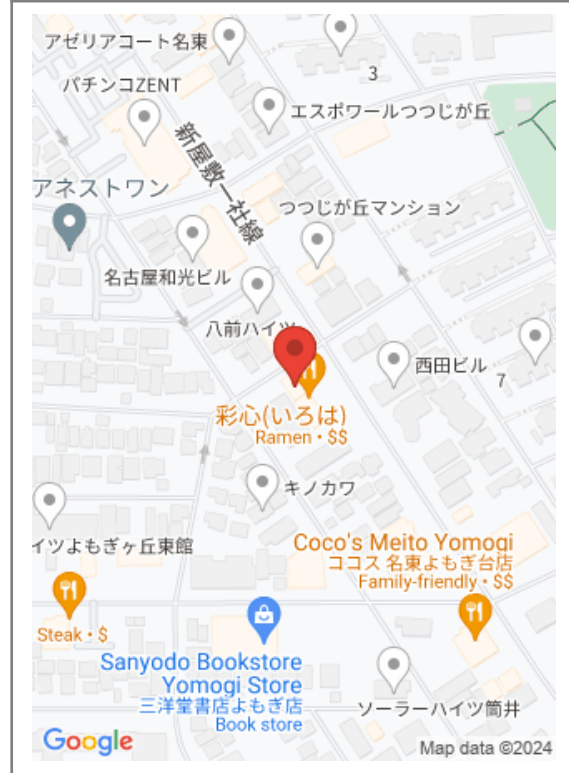 アゼリアコート名東
3
パチンコZENT
エスポワールつつじが丘
新屋敷一社線
アネストワン
つつじが丘マンション
名古屋和光ビル
八前ハイツ
西田ビル
7
彩心(いろは)
Ramen • $$
キノカワ
イツよもぎヶ丘東館
Coco's Meito Yomogi
ココス 名東よもぎ台店
Family-friendly • $$
Steak • $
Sanyodo Bookstore
Yomogi Store
三洋堂書店よもぎ店
Book store
ソーラーハイツ筒井
Google
Map data ©2024